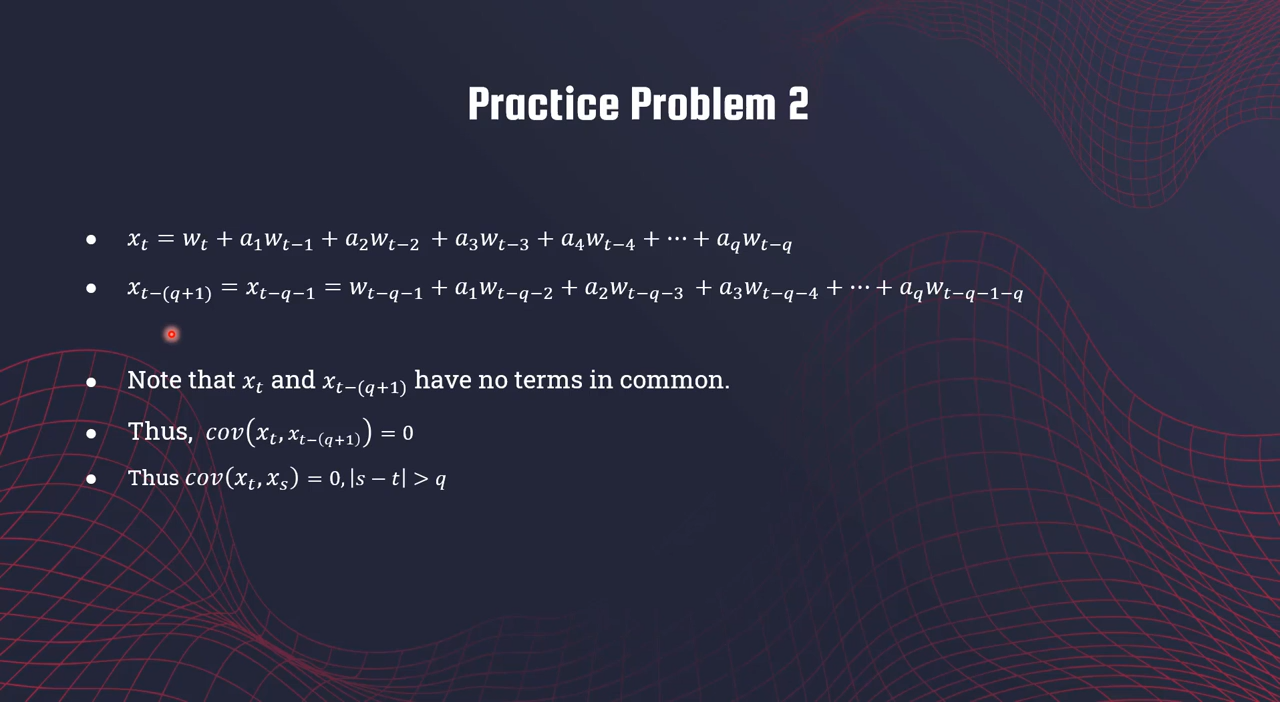 Practice Problem 2
• x_t = w_t + a_1w_{t−1} + a_2w_{t−2} + a_3w_{t−3} + a_4w_{t−4} + ⋯ + a_qw_{t−q}
• x_{t−(q+1)} = x_{t−q−1} = w_{t−q−1} + a_1w_{t−q−2} + a_2w_{t−q−3} + a_3w_{t−q−4} + ⋯ + a_qw_{t−q−1−q}
• Note that x_t and x_{t−(q+1)} have no terms in common.
• Thus, cov(x_t, x_{t−(q+1)}) = 0
• Thus cov(x_t, x_s) = 0, |s − t| > q